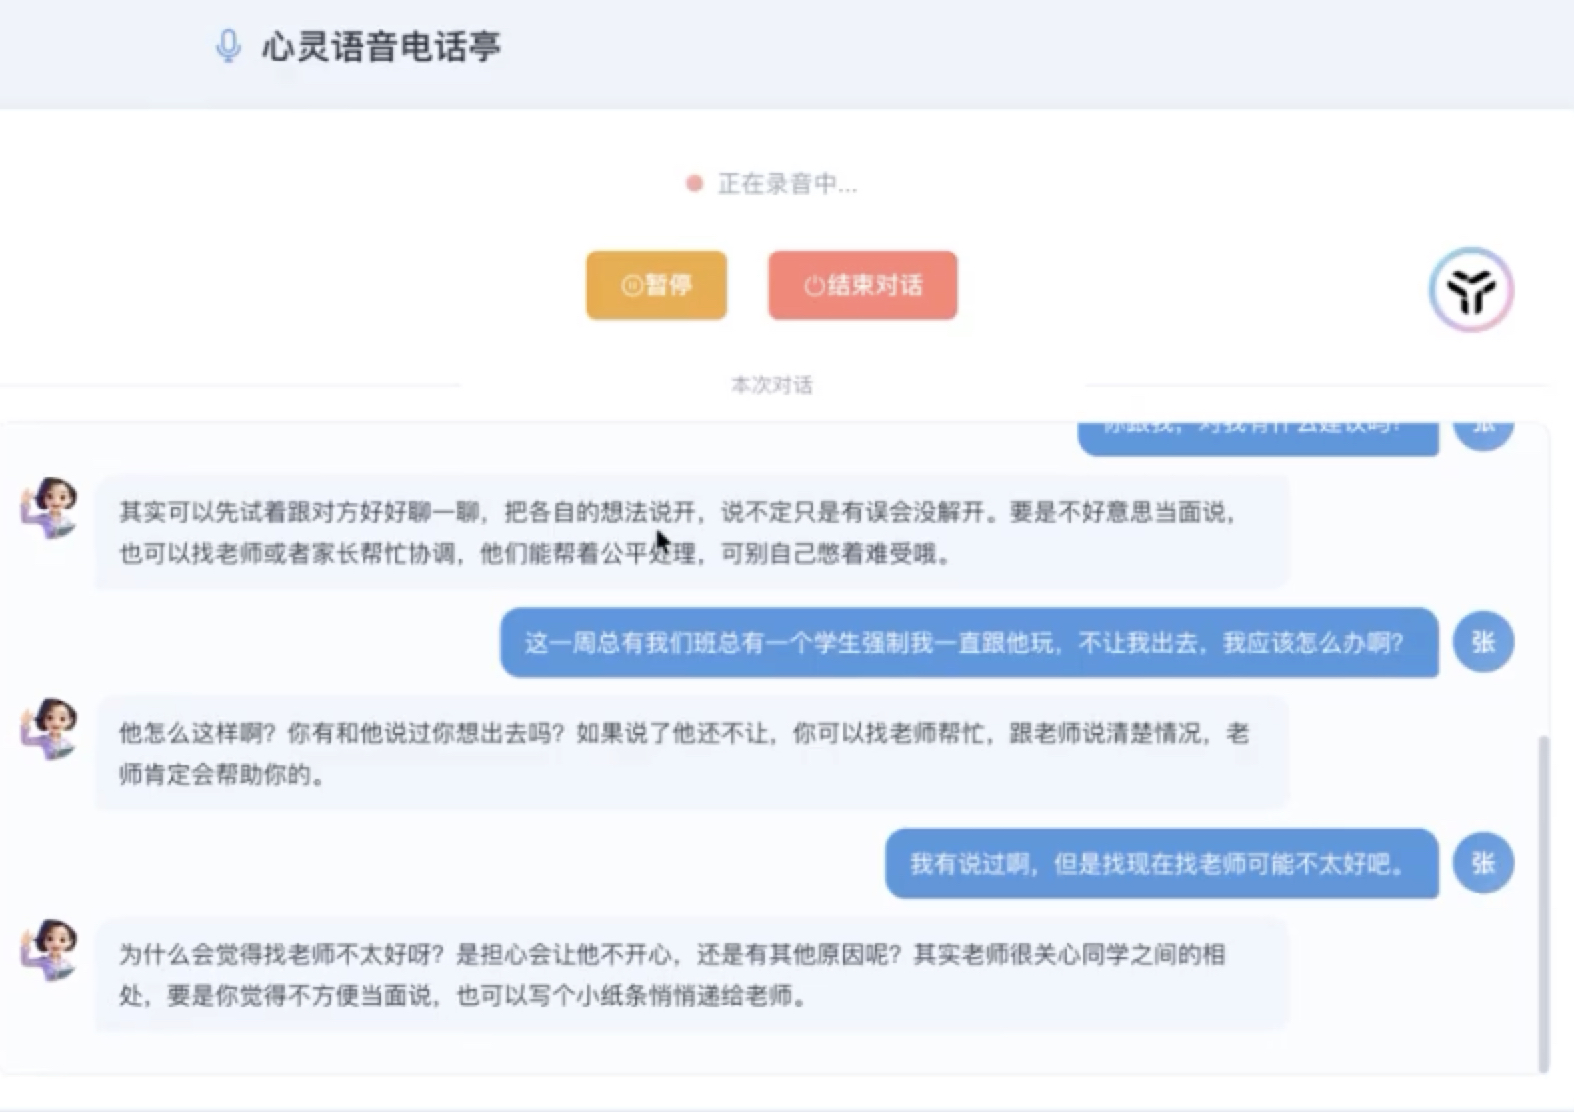 心灵语音电话亭
正在录音中...
暂停
结束对话
本次对话
你跟我，对我有什么建议吗？
张
其实可以先试着跟对方好好聊一聊，把各自的想法说开，说不定只是有误会没解开。要是不好意思当面说，
也可以找老师或者家长帮忙协调，他们能帮着公平处理，可别自己憋着难受哦。
这一周总有我们班总有一个学生强制我一直跟他玩，不让我出去，我应该怎么办啊？
张
他怎么这样啊？你有和他说过你想出去吗？如果说了他还不让，你可以找老师帮忙，跟老师说清楚情况，老
师肯定会帮助你的。
我有说过啊，但是找现在找老师可能不太好吧。
张
为什么会觉得找老师不太好呀？是担心会让他不开心，还是有其他原因呢？其实老师很关心同学之间的相
处，要是你觉得不方便当面说，也可以写个小纸条悄悄递给老师。